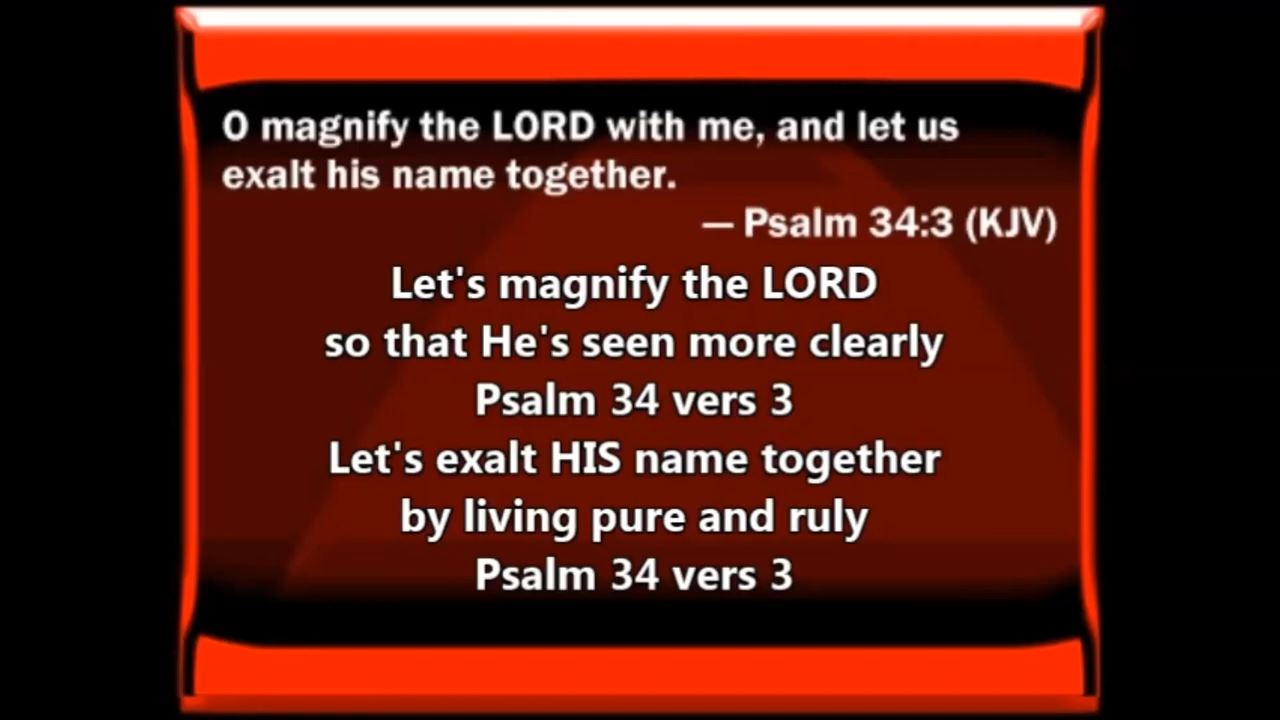 O magnify the LORD with me, and let us
exalt his name together.
— Psalm 34:3 (KJV)
Let's magnify the LORD
so that He's seen more clearly
Psalm 34 vers 3
Let's exalt HIS name together
by living pure and ruly
Psalm 34 vers 3